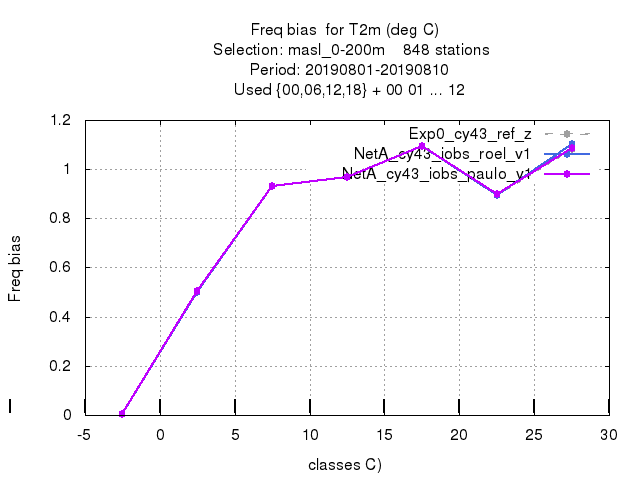 Freq bias for T2m (deg C)
Selection: masl_0-200m 848 stations
Period: 20190801-20190810
Used {00,06,12,18} + 00 01 ... 12
Exp0_cy43_ref_z
NetA_cy43_iobs_roel_v1
NetA_cy43_iobs_paulo_v1
1.2
1
0.8
0.6
0.4
0.2
0
Freq bias
-5 0 5 10 15 20 25 30
classes C)